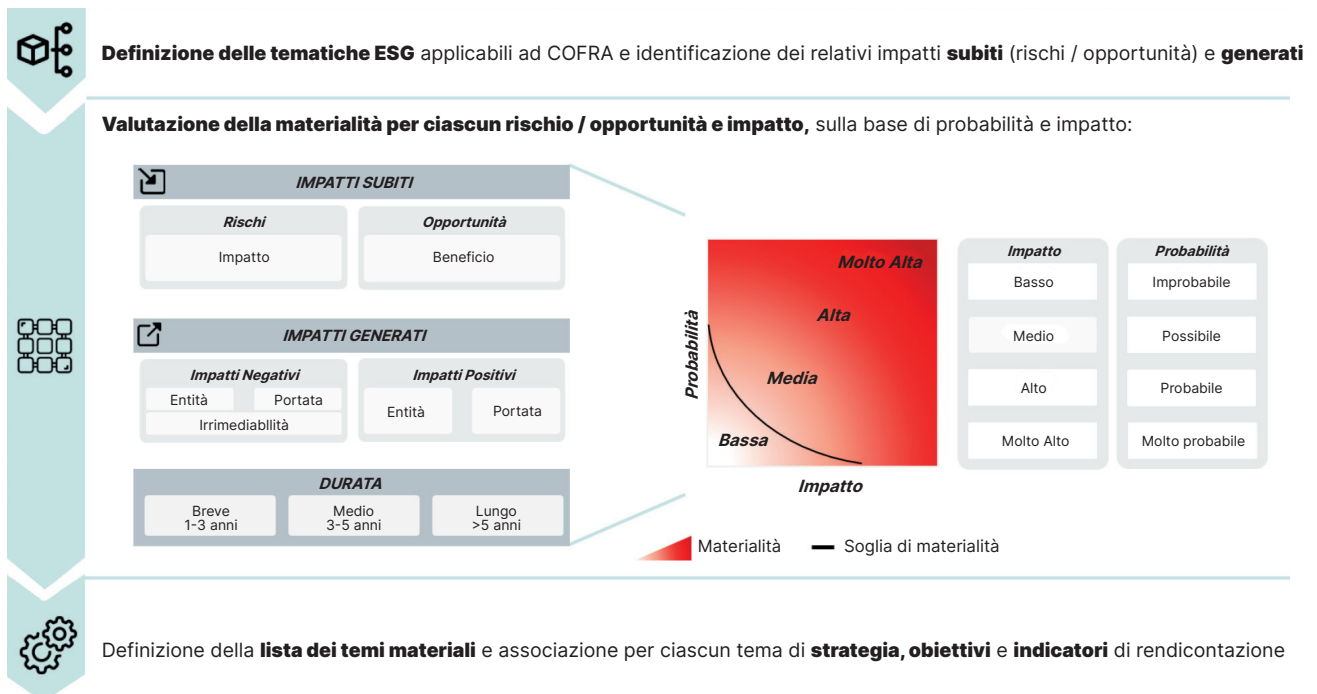 Definizione delle tematiche ESG applicabili ad COFRA e identificazione dei relativi impatti subiti (rischi / opportunità) e generati
Valutazione della materialità per ciascun rischio / opportunità e impatto, sulla base di probabilità e impatto:
IMPATTI SUBITI
Rischi
Impatto
Opportunità
Beneficio
IMPATTI GENERATI
Impatti Negativi
Entità
Portata
Irrimediabllità
Impatti Positivi
Entità
Portata
DURATA
Breve
1-3 anni
Medio
3-5 anni
Lungo
>5 anni
Probabilità
Molto Alta
Alta
Media
Bassa
Impatto
Materialità
Soglia di materialità
Impatto
Basso
Medio
Alto
Molto Alto
Probabilità
Improbabile
Possibile
Probabile
Molto probabile
Definizione della lista dei temi materiali e associazione per ciascun tema di strategia, obiettivi e indicatori di rendicontazione